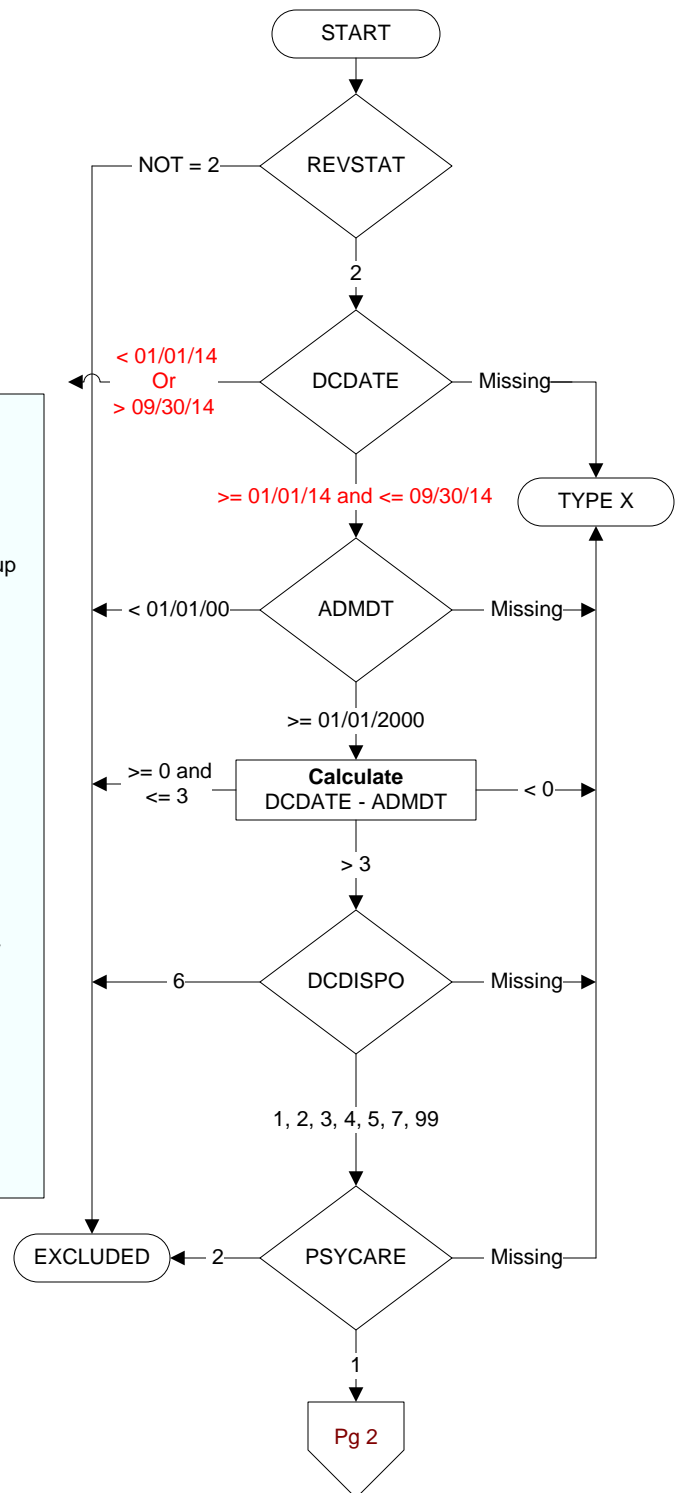 START
NOT = 2
REVSTAT
2
< 01/01/14
Or
> 09/30/14
DCDATE
Missing
>= 01/01/14 and <= 09/30/14
TYPE X
up
< 01/01/00
ADMDT
Missing
>= 01/01/2000
>= 0 and
<= 3
Calculate
DCDATE - ADMDT
< 0
> 3
6
DCDISPO
Missing
1, 2, 3, 4, 5, 7, 99
EXCLUDED
2
PSYCARE
Missing
1
Pg 2